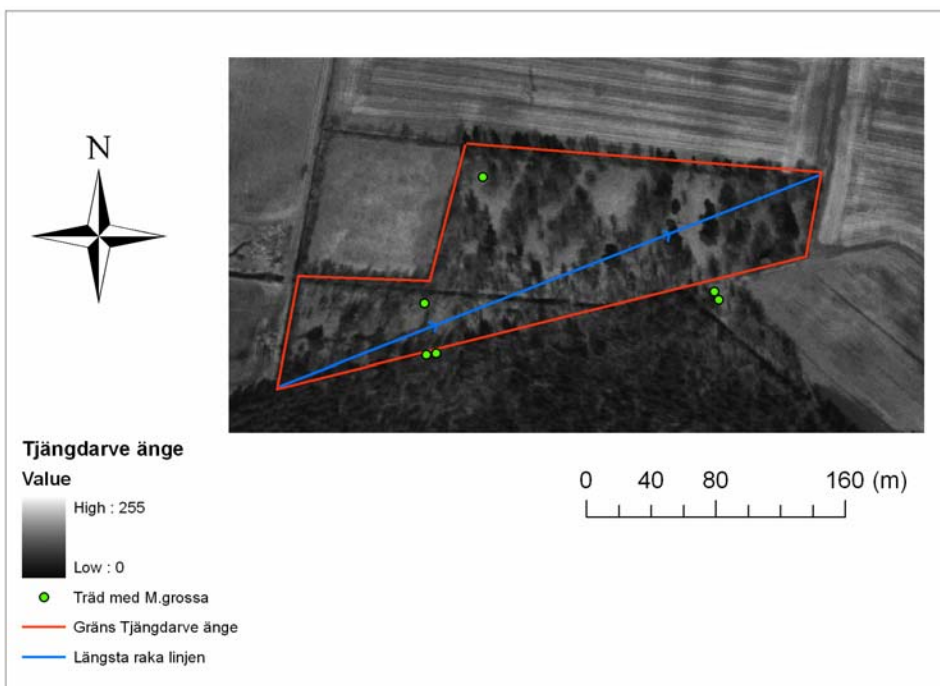 N
Tjängdarve änge
Value
High : 255
Low : 0
Träd med M.grossa
Gräns Tjängdarve änge
Längsta raka linjen
0 40 80 160 (m)